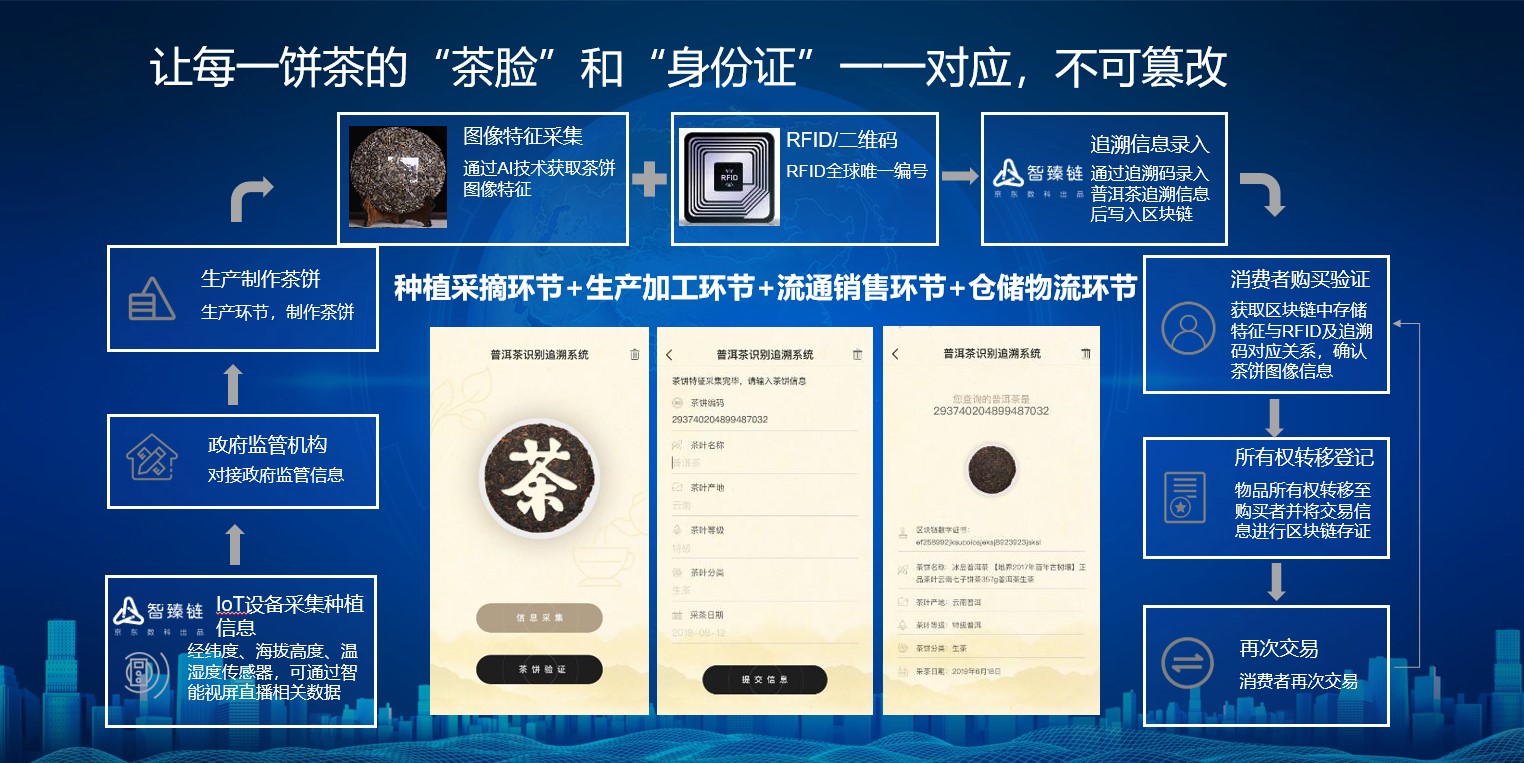 让每一饼茶的“茶脸”和“身份证”一一对应，不可篡改
图像特征采集
通过AI技术获取茶饼
图像特征
RFID
RFID/二维码
RFID全球唯一编号
智臻链
京东数科出品
追溯信息录入
通过追溯码录入
普洱茶追溯信息
后写入区块链
生产制作茶饼
生产环节，制作茶饼
政府监管机构
对接政府监管信息
智臻链
京东数科出品
IoT设备采集种植
信息
经纬度、海拔高度、温
湿度传感器，可通过智
能视屏直播相关数据
种植采摘环节+生产加工环节+流通销售环节+仓储物流环节
普洱茶识别追溯系统
茶
信息采集
茶饼验证
普洱茶识别追溯系统
茶饼特征采集完毕，请输入茶饼信息
茶饼编码
293740204899487032
茶叶名称
普洱茶
茶叶产地
云南
茶叶等级
特级
茶叶分类
生茶
采茶日期
2019-09-12
提交信息
普洱茶识别追溯系统
您查询的普洱茶是
293740204899487032
区块链数字证书：
茶饼名称：冰岛普洱茶 【地界2017年百年古树福】正
品茶叶云南七子饼茶357g普洱茶生茶
茶叶产地：云南普洱
茶叶等级：特级普洱
茶饼分类：生茶
采茶日期：2019年6月18日
消费者购买验证
获取区块链中存储
特征与RFID及追溯
码对应关系，确认
茶饼图像信息
所有权转移登记
物品所有权转移至
购买者并将交易信
息进行区块链存证
再次交易
消费者再次交易